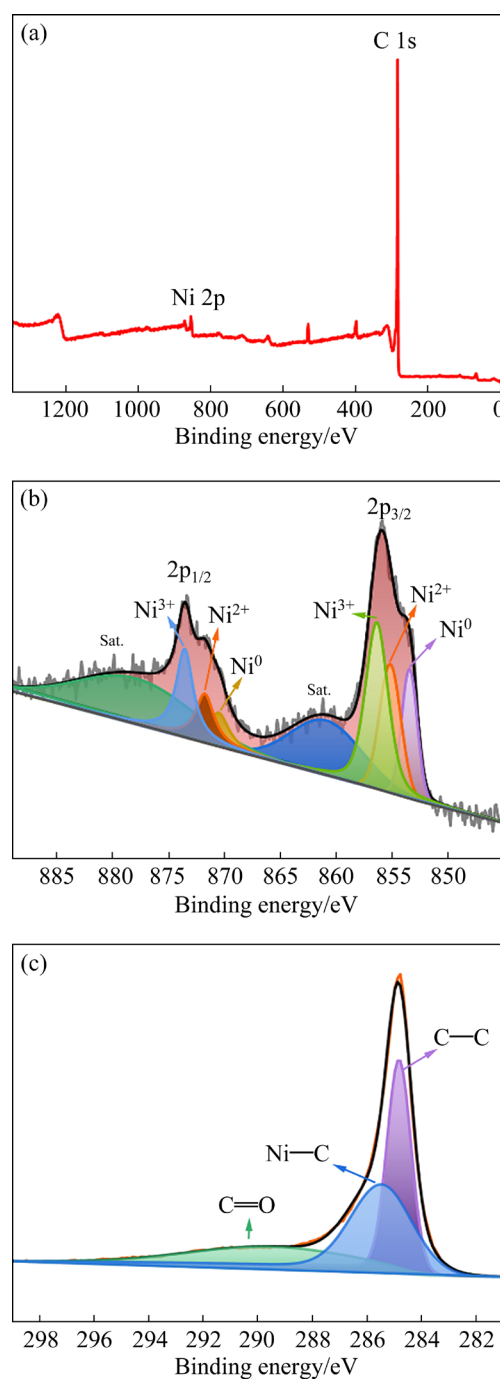 (a)
C 1s
Ni 2p
1200 1000 800 600 400 200 0
Binding energy/eV
(b)
2p3/2
2p1/2
Ni3+ Ni2+ Ni3+ Ni2+
Sat. Ni0 Sat. Ni0
885 880 875 870 865 860 855 850
Binding energy/eV
(c)
C—C
Ni—C
C=O
298 296 294 292 290 288 286 284 282
Binding energy/eV